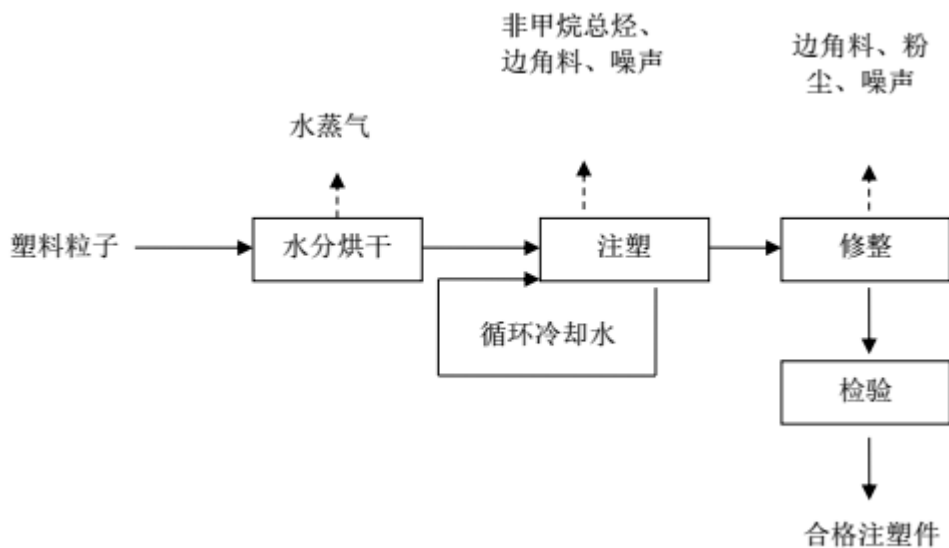 非甲烷总烃、
边角料、噪声
边角料、粉
尘、噪声
水蒸气
塑料粒子
水分烘干
注塑
修整
循环冷却水
检验
合格注塑件